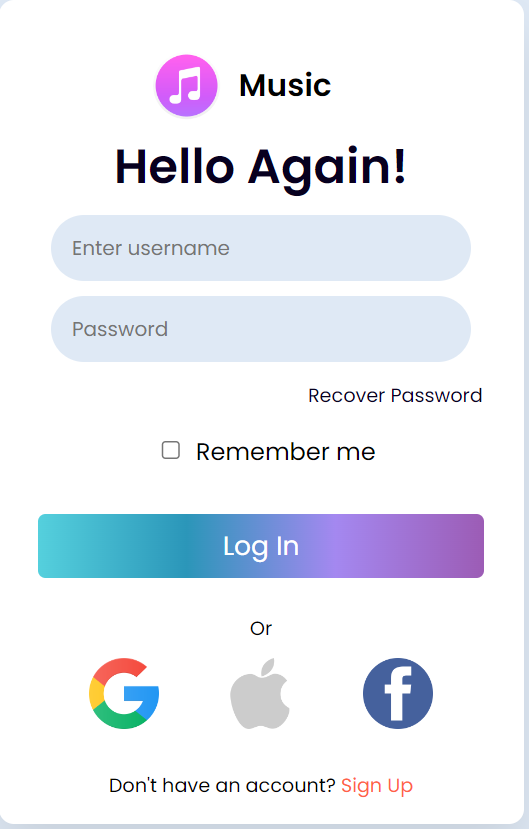 Music
Hello Again!
Enter username
Password
Recover Password
Remember me
Log In
Or
Don't have an account? Sign Up